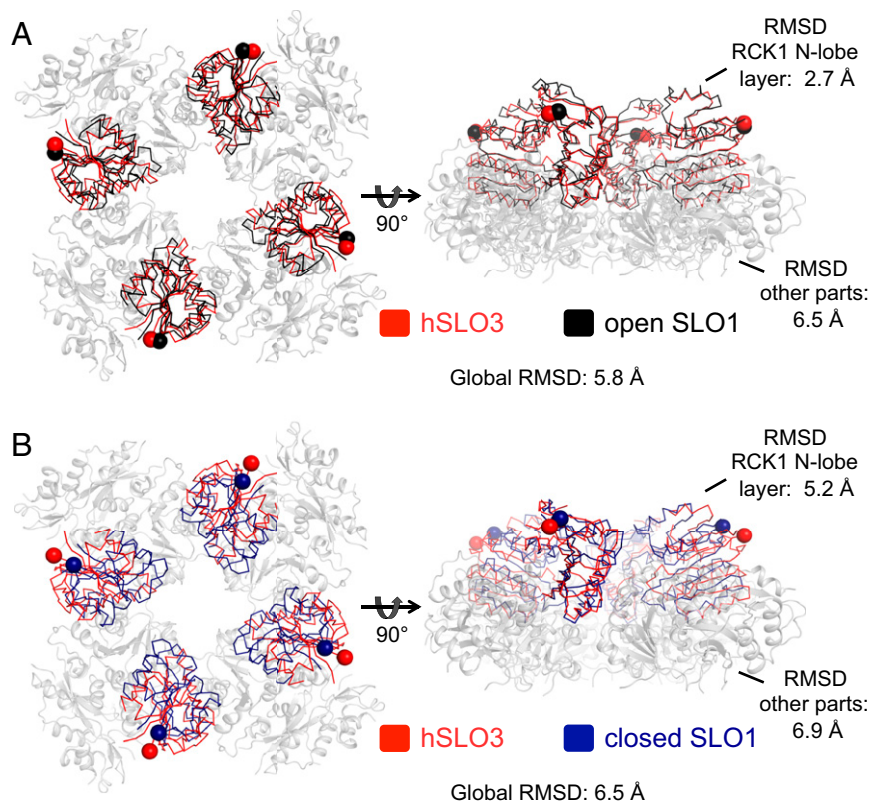 A
RMSD
RCK1 N-lobe
layer: 2.7 Å
90°
RMSD
other parts:
6.5 Å
hSLO3
open SLO1
Global RMSD: 5.8 Å
B
RMSD
RCK1 N-lobe
layer: 5.2 Å
90°
RMSD
other parts:
6.9 Å
hSLO3
closed SLO1
Global RMSD: 6.5 Å